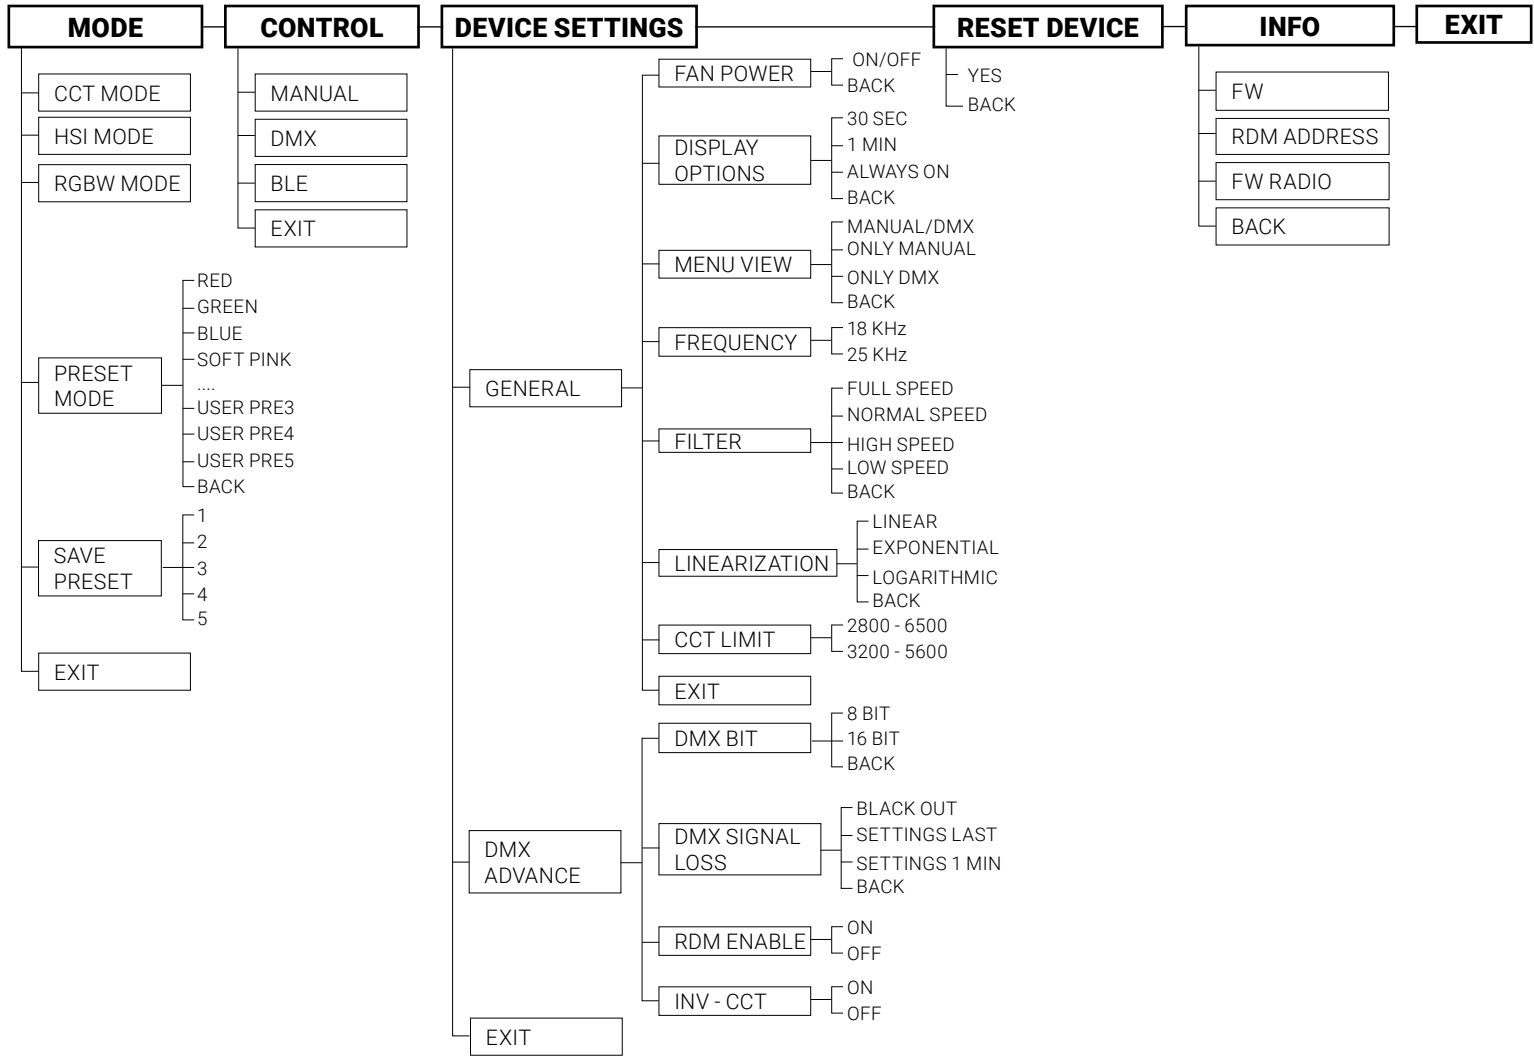 MODE
CONTROL
DEVICE SETTINGS
RESET DEVICE
INFO
EXIT
CCT MODE
HSI MODE
RGBW MODE
PRESET
MODE
RED
GREEN
BLUE
SOFT PINK
....
USER PRE3
USER PRE4
USER PRE5
BACK
SAVE
PRESET
1
2
3
4
5
EXIT
MANUAL
DMX
BLE
EXIT
GENERAL
FAN POWER
ON/OFF
BACK
DISPLAY
OPTIONS
30 SEC
1 MIN
ALWAYS ON
BACK
MENU VIEW
MANUAL/DMX
ONLY MANUAL
ONLY DMX
BACK
FREQUENCY
18 KHz
25 KHz
FILTER
FULL SPEED
NORMAL SPEED
HIGH SPEED
LOW SPEED
BACK
LINEARIZATION
LINEAR
EXPONENTIAL
LOGARITHMIC
BACK
CCT LIMIT
2800 - 6500
3200 - 5600
EXIT
DMX
ADVANCE
DMX BIT
8 BIT
16 BIT
BACK
DMX SIGNAL
LOSS
BLACK OUT
SETTINGS LAST
SETTINGS 1 MIN
BACK
RDM ENABLE
ON
OFF
INV - CCT
ON
OFF
EXIT
YES
BACK
FW
RDM ADDRESS
FW RADIO
BACK